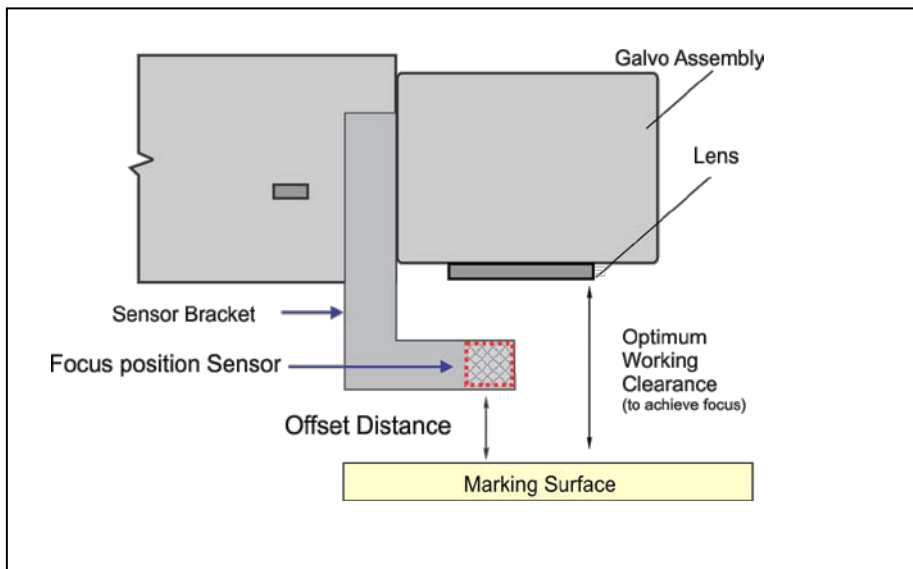 Galvo Assembly
Lens
Sensor Bracket
Focus position Sensor
Optimum
Working
Clearance
(to achieve focus)
Offset Distance
Marking Surface